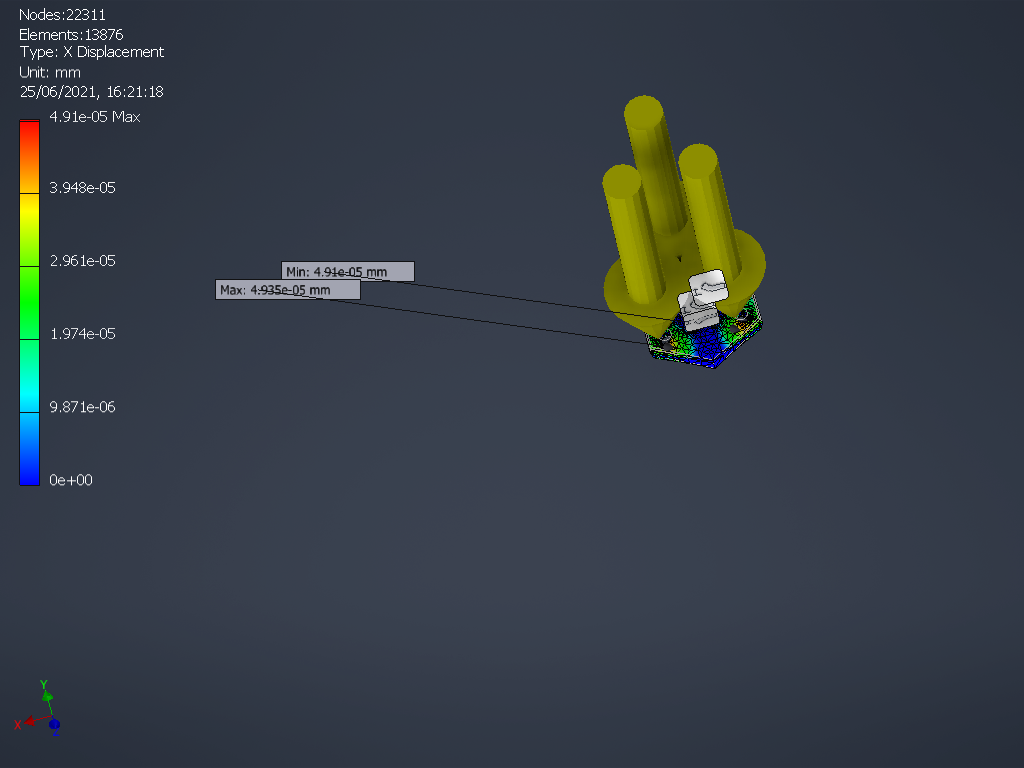 Nodes:22311
Elements:13876
Type: X Displacement
Unit: mm
25/06/2021, 16:21:18
4.91e-05 Max
3.948e-05
2.961e-05
1.974e-05
9.871e-06
0e+00
Min: 4.91e-05 mm
Max: 4.935e-05 mm
Y
X
Z